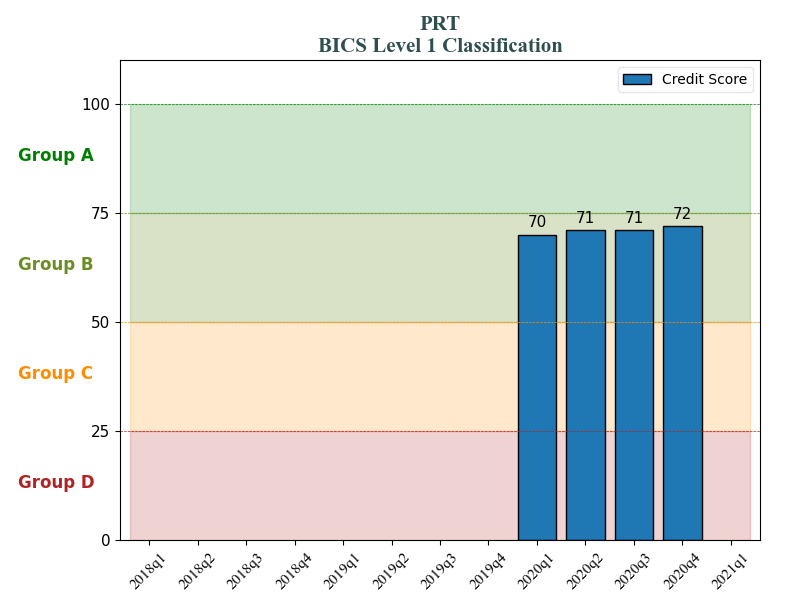 PRT
BICS Level 1 Classification
Credit Score
100
Group A
75
70
71
71
72
Group B
50
Group C
25
Group D
0
2018q1
2018q2
2018q3
2018q4
2019q1
2019q2
2019q3
2019q4
2020q1
2020q2
2020q3
2020q4
2021q1